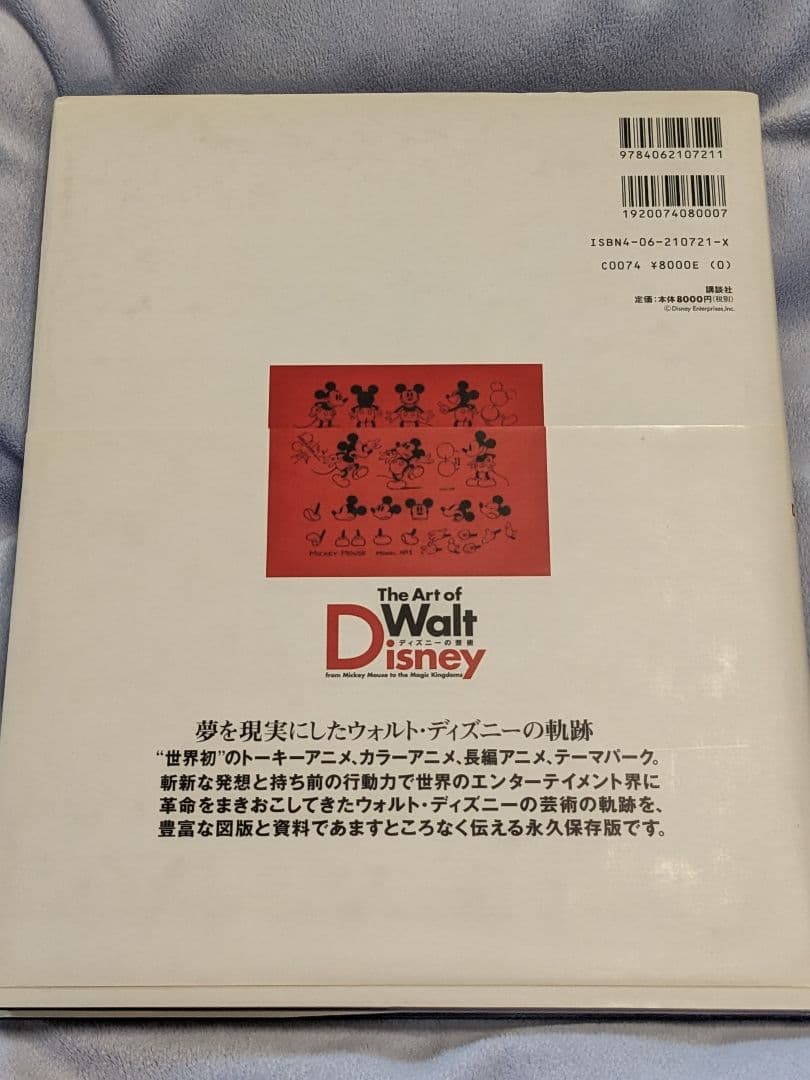 9784062107211
1920074080007
ISBN4-06-210721-X
C0074 ¥8000E (0)
講談社
定価:本体8000円(税別)
©Disney Enterprises,Inc.
MICKEY-MOUSE MODEL Nº1
The Art of
Walt
ディズニーの芸術
Disney
from Mickey Mouse to the Magic Kingdoms
夢を現実にしたウォルト・ディズニーの軌跡
“世界初”のトーキーアニメ、カラーアニメ、長編アニメ、テーマパーク。
斬新な発想と持ち前の行動力で世界のエンターテイメント界に
革命をまきおこしてきたウォルト・ディズニーの芸術の軌跡を、
豊富な図版と資料であますところなく伝える永久保存版です。